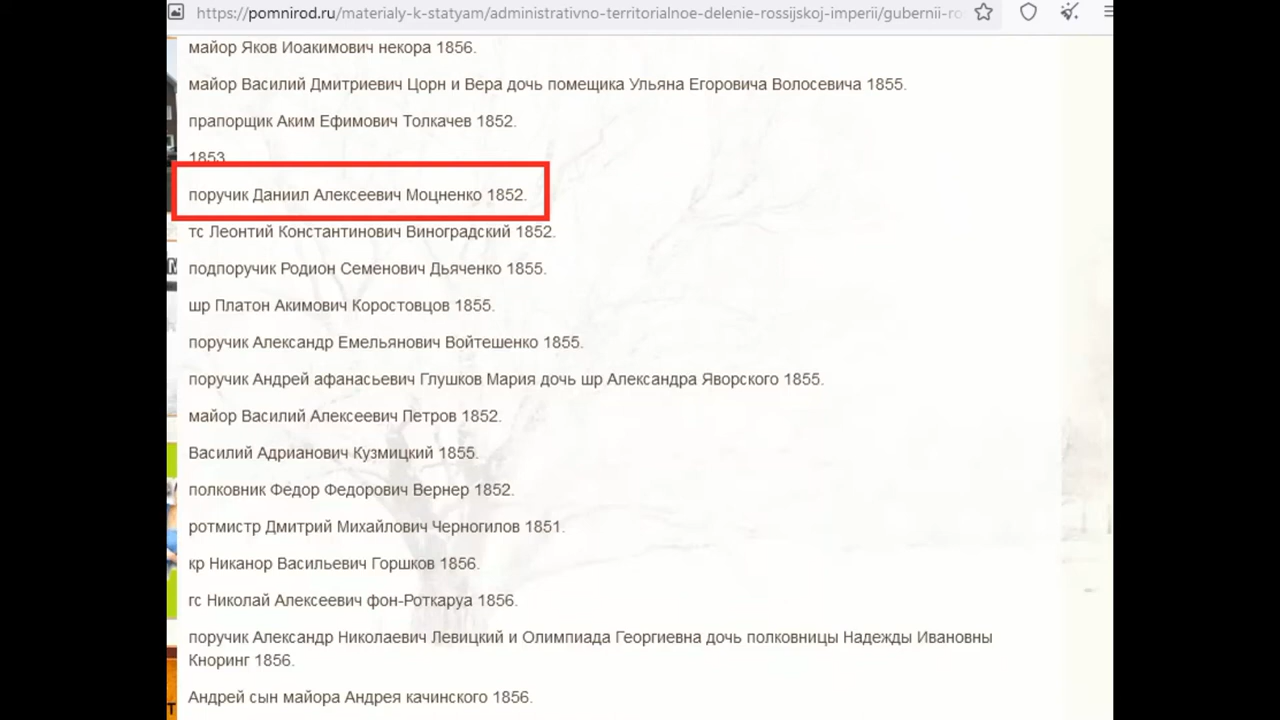 https://pomnirod.ru/materialy-k-statyam/administrativno-territorialnoe-delenie-rossijskoj-imperii/gubernii-ro
майор Яков Иоакимович некора 1856.
майор Василий Дмитриевич Цорн и Вера дочь помещика Ульяна Егоровича Волосевича 1855.
прапорщик Аким Ефимович Толкачев 1852.
1853
поручик Даниил Алексеевич Моцненко 1852.
тс Леонтий Константинович Виноградский 1852.
подпоручик Родион Семенович Дьяченко 1855.
шр Платон Акимович Коростовцов 1855.
поручик Александр Емельянович Войтешенко 1855.
поручик Андрей афанасьевич Глушков Мария дочь шр Александра Яворского 1855.
майор Василий Алексеевич Петров 1852.
Василий Адрианович Кузмицкий 1855.
полковник Федор Федорович Вернер 1852.
ротмистр Дмитрий Михайлович Черногилов 1851.
кр Никанор Васильевич Горшков 1856.
гс Николай Алексеевич фон-Роткаруа 1856.
поручик Александр Николаевич Левицкий и Олимпиада Георгиевна дочь полковницы Надежды Ивановны
Кноринг 1856.
Андрей сын майора Андрея качинского 1856.